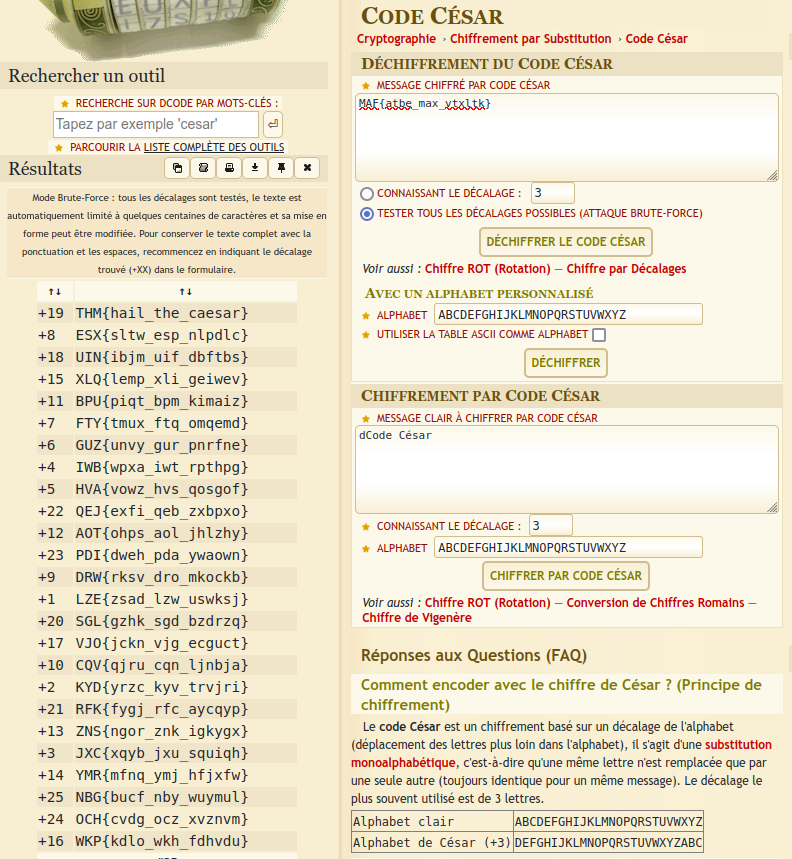 Rechercher un outil
★ RECHERCHE SUR DCODE PAR MOTS-CLÉS :
Tapez par exemple 'cesar'
★ PARCOURIR LA LISTE COMPLÈTE DES OUTILS
Résultats
Mode Brute-Force : tous les décalages sont testés, le texte est
automatiquement limité à quelques centaines de caractères et sa mise en
forme peut être modifiée. Pour conserver le texte complet avec la
ponctuation et les espaces, recommencez en indiquant le décalage
trouvé (+XX) dans le formulaire.
↑↓ ↑↓
+19 THM{hail_the_caesar}
+8 ESX{sltw_esp_nlpdlc}
+18 UIN{ibjm_uif_dbftbs}
+15 XLQ{lemp_xli_geiwev}
+11 BPU{piqt_bpm_kimaiz}
+7 FTY{tmux_ftq_omqemd}
+6 GUZ{unvy_gur_pnrfne}
+4 IWB{wpxa_iwt_rpthpg}
+5 HVA{vowz_hvs_qosgof}
+22 QEJ{exfi_qeb_zxbpxo}
+12 AOT{ohps_aol_jhlzhy}
+23 PDI{dweh_pda_ywaown}
+9 DRW{rksv_dro_mkockb}
+1 LZE{zsad_lzw_uswksj}
+20 SGL{gzhk_sgd_bzdrzq}
+17 VJO{jckn_vjg_ecguct}
+10 CQV{qjru_cqn_ljnbja}
+2 KYD{yrzc_kyv_trvjri}
+21 RFK{fygj_rfc_aycqyp}
+13 ZNS{ngor_znk_igkygx}
+3 JXC{xqyb_jxu_squiqh}
+14 YMR{mfnq_ymj_hfjxfw}
+25 NBG{bucf_nby_wuymul}
+24 OCH{cvdg_ocz_xvznvm}
+16 WKP{kdlo_wkh_fdhvdu}
CODE CÉSAR
Cryptographie › Chiffrement par Substitution › Code César
DÉCHIFFREMENT DU CODE CÉSAR
★ MESSAGE CHIFFRÉ PAR CODE CÉSAR
MAF{atbe_max_vtxltk}
CONNAISSANT LE DÉCALAGE : 3
TESTER TOUS LES DÉCALAGES POSSIBLES (ATTAQUE BRUTE-FORCE)
DÉCHIFFRER LE CODE CÉSAR
Voir aussi : Chiffre ROT (Rotation) — Chiffre par Décalages
AVEC UN ALPHABET PERSONNALISÉ
★ ALPHABET ABCDEFGHIJKLMNOPQRSTUVWXYZ
★ UTILISER LA TABLE ASCII COMME ALPHABET
DÉCHIFFRER
CHIFFREMENT PAR CODE CÉSAR
★ MESSAGE CLAIR À CHIFFRER PAR CODE CÉSAR
dCode César
★ CONNAISSANT LE DÉCALAGE : 3
★ ALPHABET ABCDEFGHIJKLMNOPQRSTUVWXYZ
CHIFFRER PAR CODE CÉSAR
Voir aussi : Chiffre ROT (Rotation) — Conversion de Chiffres Romains —
Chiffre de Vigenère
Réponses aux Questions (FAQ)
Comment encoder avec le chiffre de César ? (Principe de
chiffrement)
Le code César est un chiffrement basé sur un décalage de l'alphabet
(déplacement des lettres plus loin dans l'alphabet), il s'agit d'une substitution
monoalphabétique, c'est-à-dire qu'une même lettre n'est remplacée que par
une seule autre (toujours identique pour un même message). Le décalage le
plus souvent utilisé est de 3 lettres.
Alphabet clair ABCDEFGHIJKLMNOPQRSTUVWXYZ
Alphabet de César (+3) DEFGHIJKLMNOPQRSTUVWXYZABC